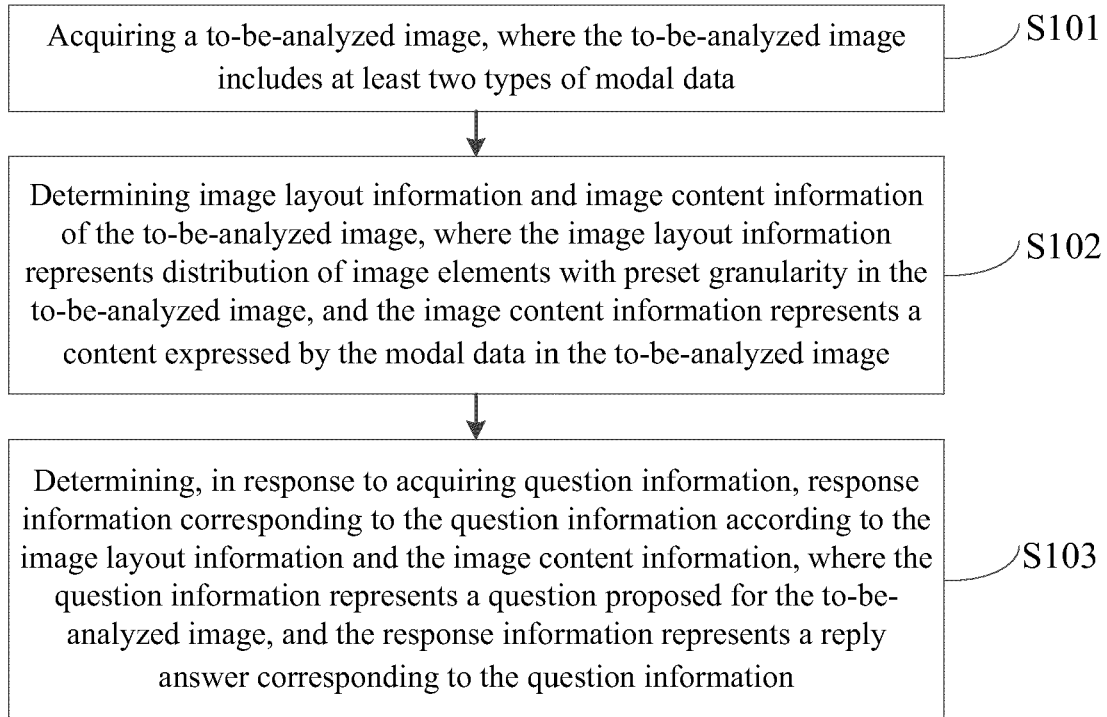 Acquiring a to-be-analyzed image, where the to-be-analyzed image
includes at least two types of modal data
S101
Determining image layout information and image content information
of the to-be-analyzed image, where the image layout information
represents distribution of image elements with preset granularity in the
to-be-analyzed image, and the image content information represents a
content expressed by the modal data in the to-be-analyzed image
S102
Determining, in response to acquiring question information, response
information corresponding to the question information according to the
image layout information and the image content information, where the
question information represents a question proposed for the to-be-
analyzed image, and the response information represents a reply
answer corresponding to the question information
S103